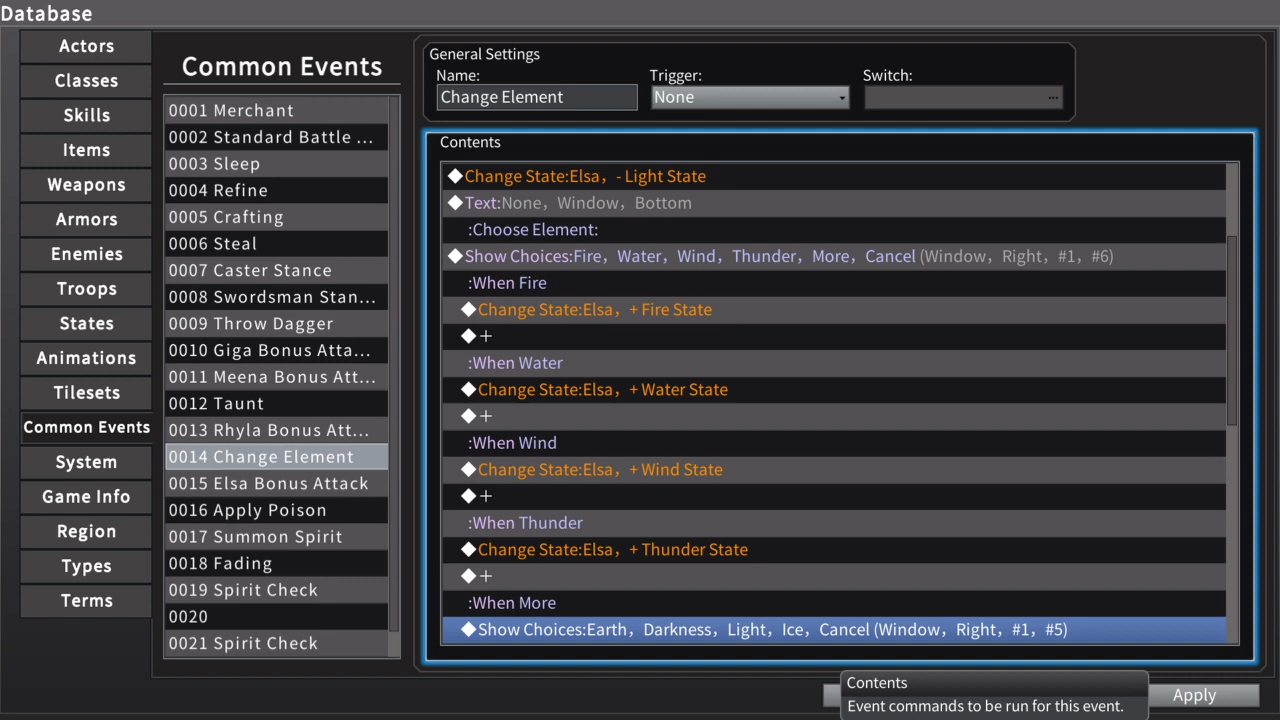 Database
Actors
Classes
Skills
Items
Weapons
Armors
Enemies
Troops
States
Animations
Tilesets
Common Events
System
Game Info
Region
Types
Terms
Common Events
0001 Merchant
0002 Standard Battle ...
0003 Sleep
0004 Refine
0005 Crafting
0006 Steal
0007 Caster Stance
0008 Swordsman Stan...
0009 Throw Dagger
0010 Giga Bonus Atta...
0011 Meena Bonus Att...
0012 Taunt
0013 Rhyla Bonus Att...
0014 Change Element
0015 Elsa Bonus Attack
0016 Apply Poison
0017 Summon Spirit
0018 Fading
0019 Spirit Check
0020
0021 Spirit Check
General Settings
Name: Trigger: Switch:
Change Element None ...
Contents
◆Change State:Elsa, - Light State
◆Text:None, Window, Bottom
:Choose Element:
◆Show Choices:Fire, Water, Wind, Thunder, More, Cancel (Window, Right, #1, #6)
:When Fire
◆Change State:Elsa, + Fire State
◆+
:When Water
◆Change State:Elsa, + Water State
◆+
:When Wind
◆Change State:Elsa, + Wind State
◆+
:When Thunder
◆Change State:Elsa, + Thunder State
◆+
:When More
◆Show Choices:Earth, Darkness, Light, Ice, Cancel (Window, Right, #1, #5)
Contents
Event commands to be run for this event.
Apply